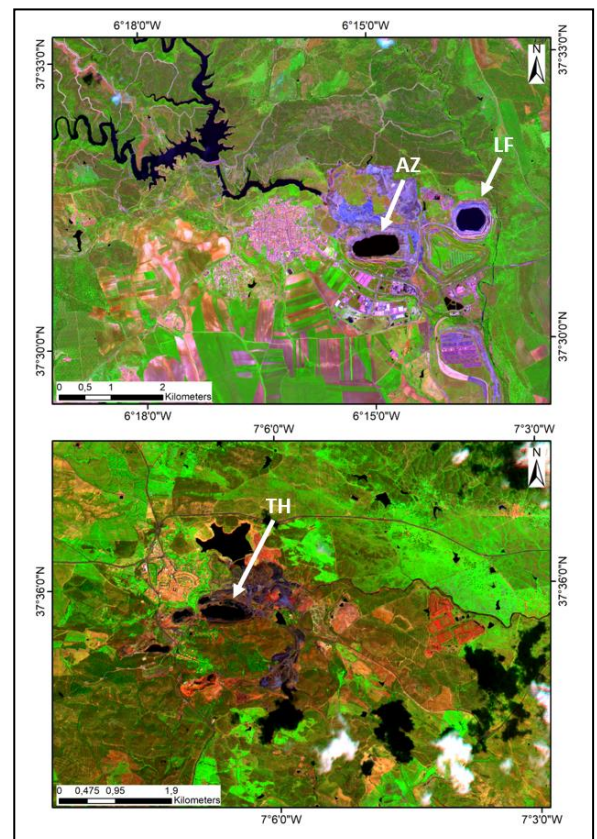 6°18'0"W 6°15'0"W
37°33'0"N 37°33'0"N
N
LF
AZ
37°30'0"N 37°30'0"N
0 0,5 1 2
Kilometers
6°18'0"W 6°15'0"W
7°6'0"W 7°3'0"W
N
TH
37°36'0"N 37°36'0"N
0 0,475 0,95 1,9
Kilometers
7°6'0"W 7°3'0"W